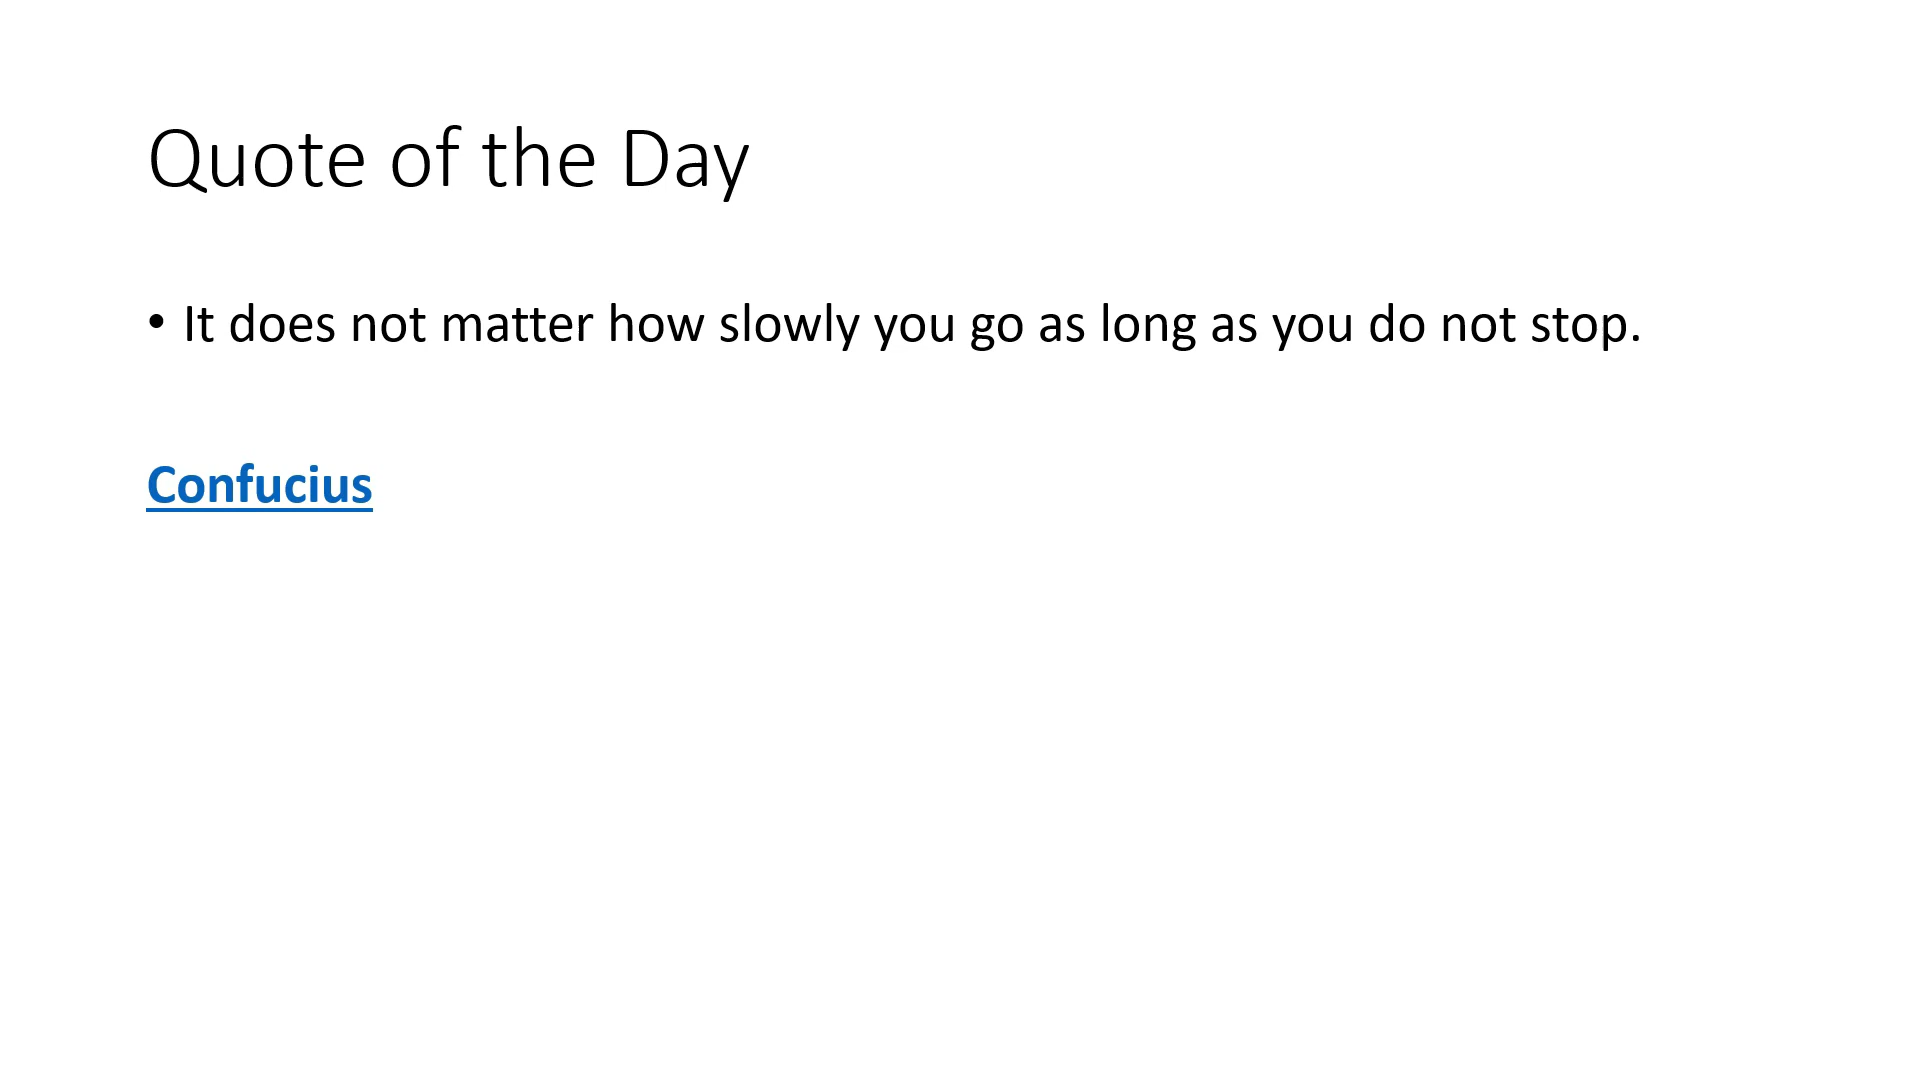 Quote of the Day
• It does not matter how slowly you go as long as you do not stop.
Confucius